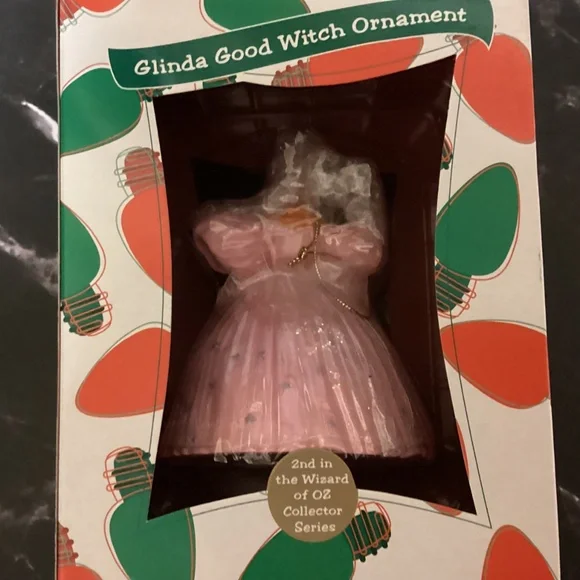 Glinda Good Witch Ornament
2nd in
the Wizard
of OZ
Collector
Series